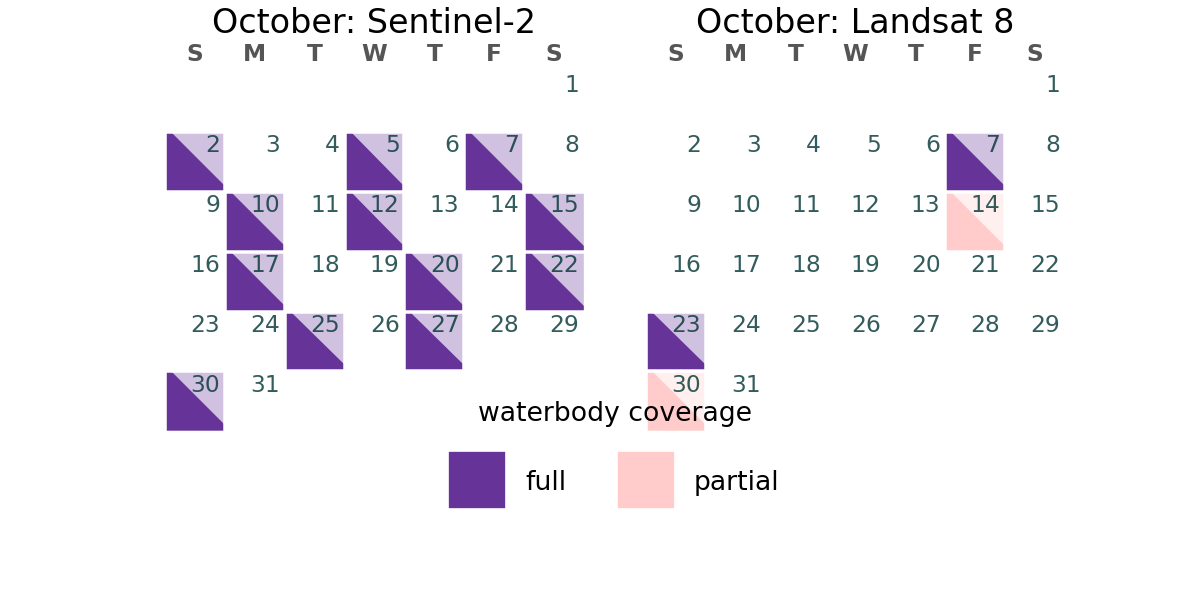 October: Sentinel-2
S M T W T F S
1
2 3 4 5 6 7 8
9 10 11 12 13 14 15
16 17 18 19 20 21 22
23 24 25 26 27 28 29
30 31
October: Landsat 8
S M T W T F S
1
2 3 4 5 6 7 8
9 10 11 12 13 14 15
16 17 18 19 20 21 22
23 24 25 26 27 28 29
30 31
waterbody coverage
full partial